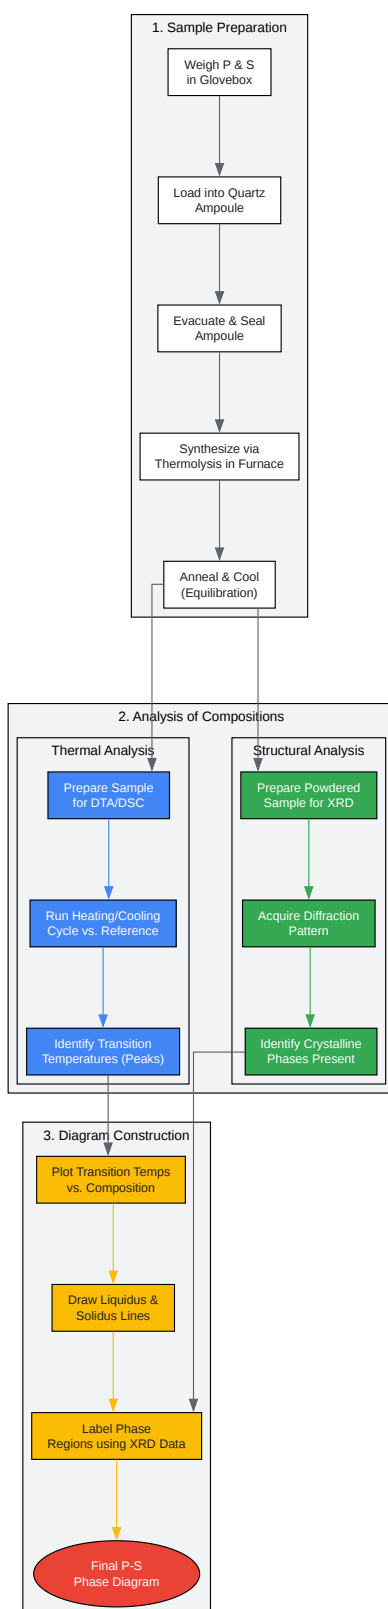 1. Sample Preparation
Weigh P & S
in Glovebox
Load into Quartz
Ampoule
Evacuate & Seal
Ampoule
Synthesize via
Thermolysis in Furnace
Anneal & Cool
(Equilibration)
2. Analysis of Compositions
Thermal Analysis
Prepare Sample
for DTA/DSC
Run Heating/Cooling
Cycle vs. Reference
Identify Transition
Temperatures (Peaks)
Structural Analysis
Prepare Powdered
Sample for XRD
Acquire Diffraction
Pattern
Identify Crystalline
Phases Present
3. Diagram Construction
Plot Transition Temps
vs. Composition
Draw Liquidus &
Solidus Lines
Label Phase
Regions using XRD Data
Final P-S
Phase Diagram